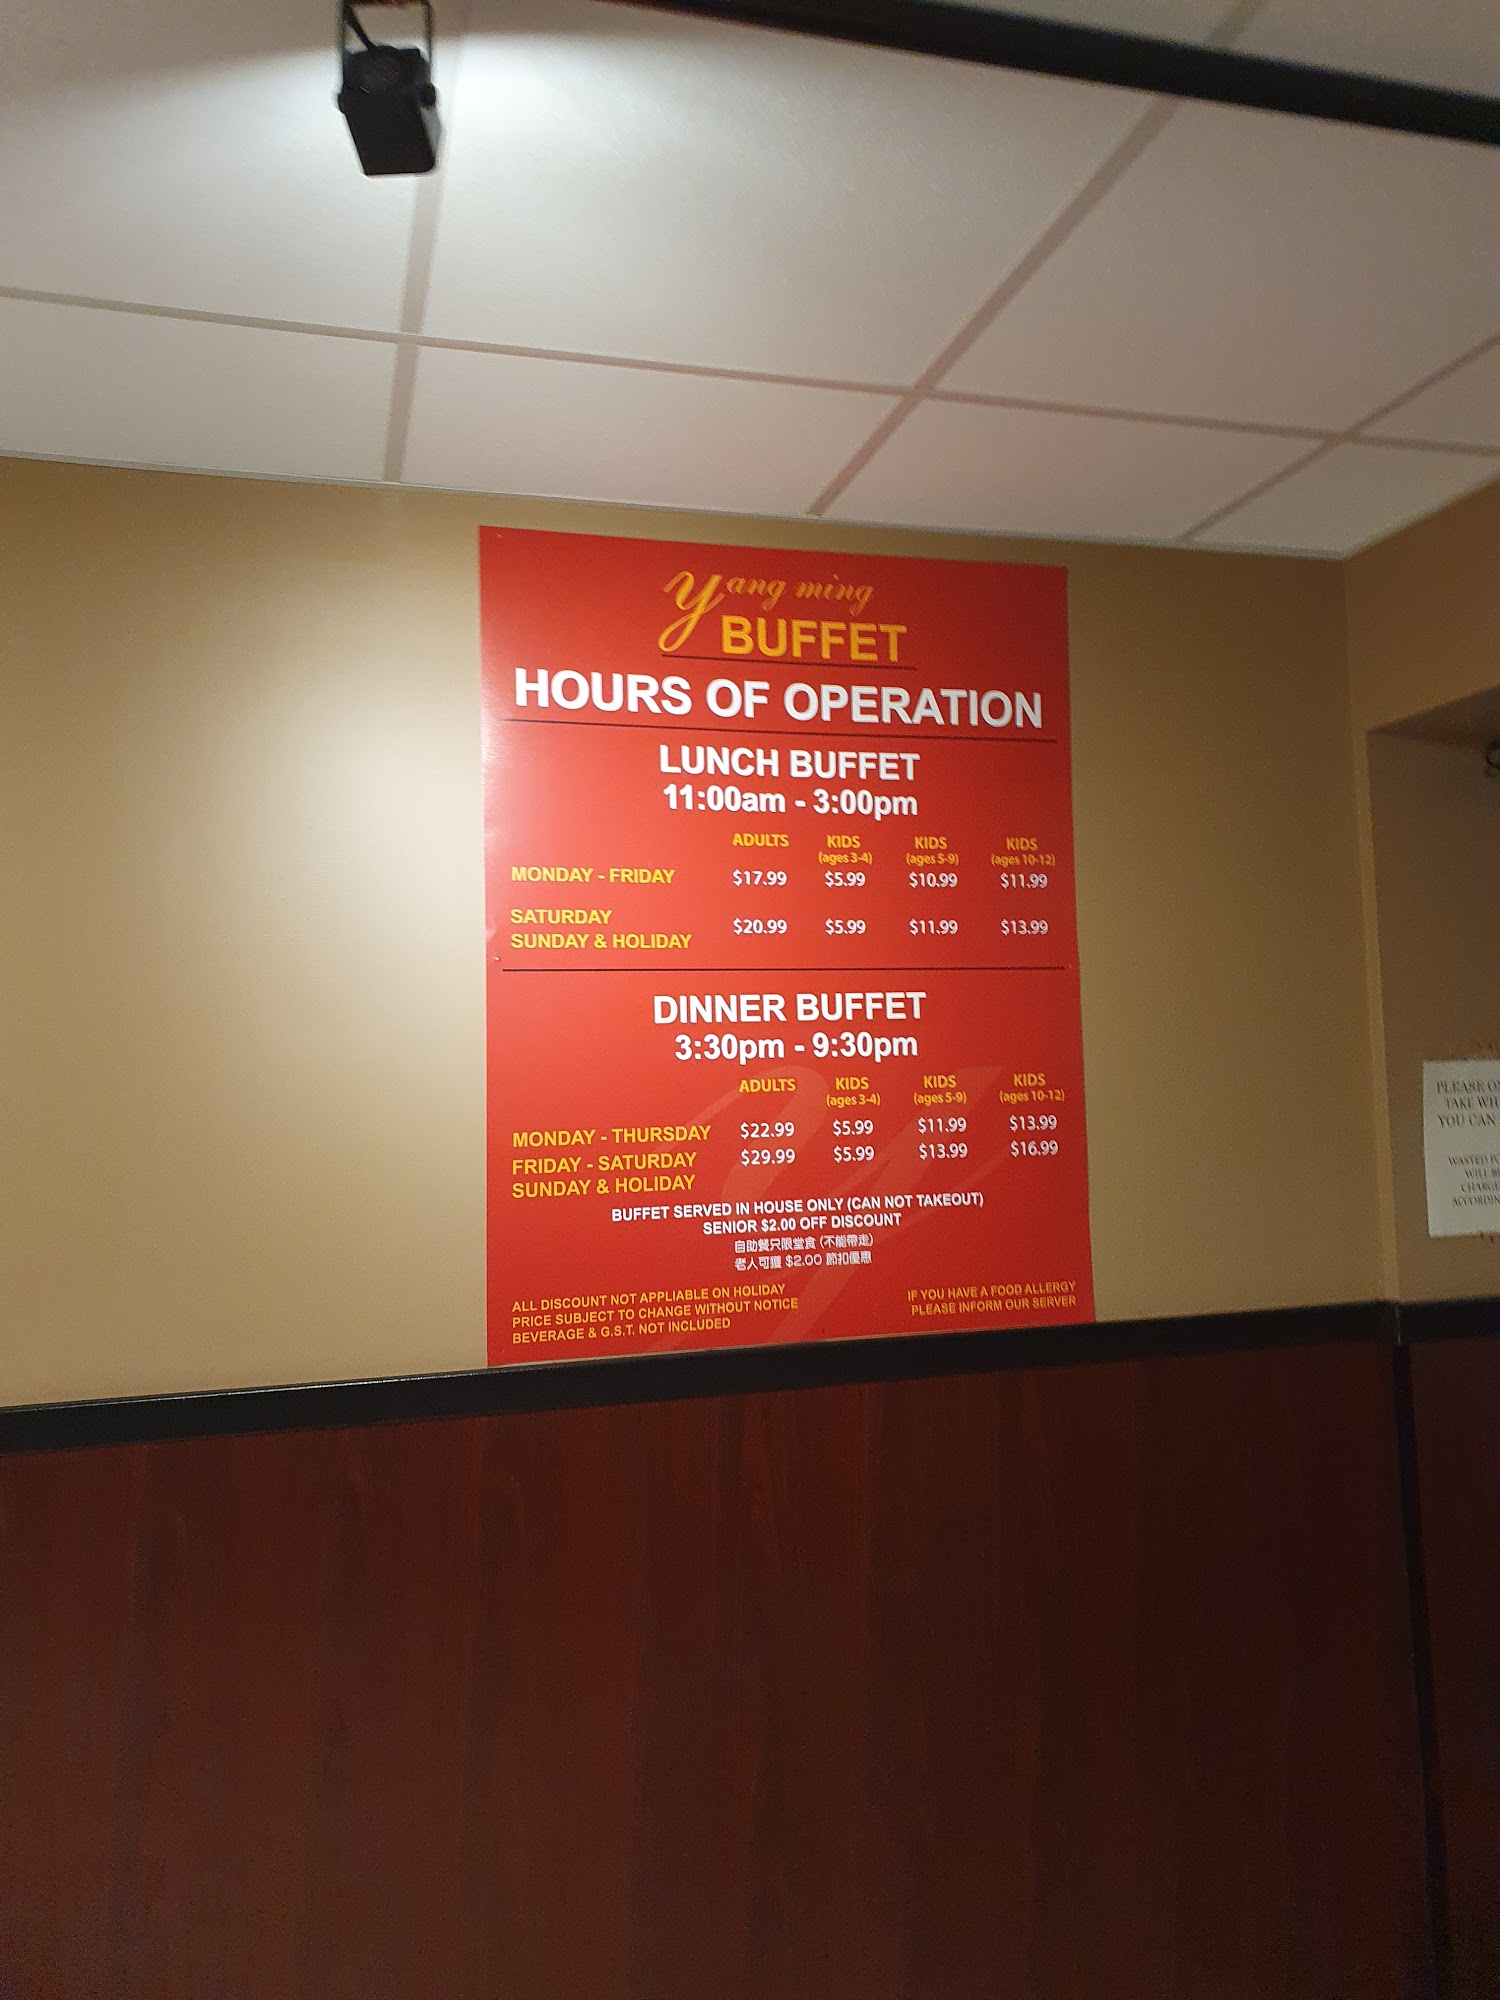 Yang ming
BUFFET
HOURS OF OPERATION
LUNCH BUFFET
11:00am - 3:00pm
ADULTS KIDS KIDS KIDS
(ages 3-4) (ages 5-9) (ages 10-12)
MONDAY - FRIDAY $17.99 $5.99 $10.99 $11.99
SATURDAY
SUNDAY & HOLIDAY $20.99 $5.99 $11.99 $13.99
DINNER BUFFET
3:30pm - 9:30pm
ADULTS KIDS KIDS KIDS
(ages 3-4) (ages 5-9) (ages 10-12)
MONDAY - THURSDAY $22.99 $5.99 $11.99 $13.99
FRIDAY - SATURDAY $29.99 $5.99 $13.99 $16.99
SUNDAY & HOLIDAY
BUFFET SERVED IN HOUSE ONLY (CAN NOT TAKEOUT)
SENIOR $2.00 OFF DISCOUNT
自助餐只限堂食 (不能帶走)
老人可獲 $2.00 節扣優惠
ALL DISCOUNT NOT APPLIABLE ON HOLIDAY
PRICE SUBJECT TO CHANGE WITHOUT NOTICE
BEVERAGE & G.S.T. NOT INCLUDED
IF YOU HAVE A FOOD ALLERGY
PLEASE INFORM OUR SERVER
PLEASE
TAKE
YOU CAN
WASTED
WILL